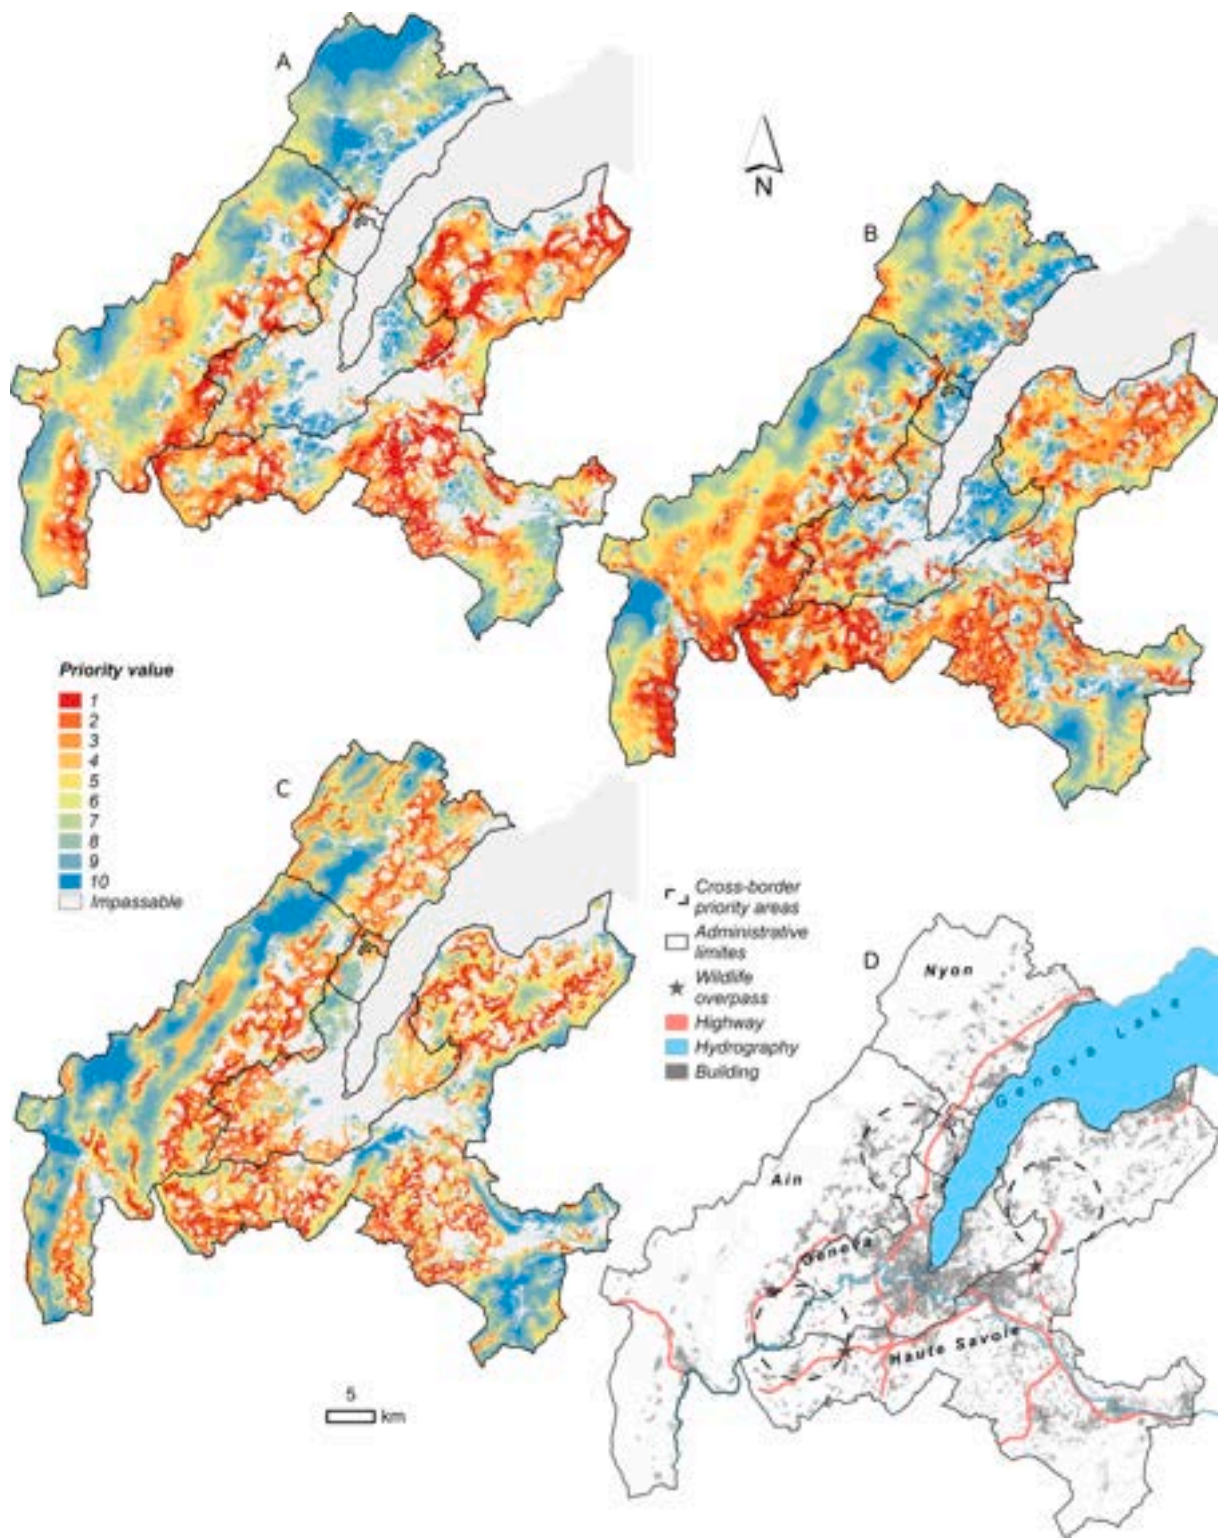 A
N
B
Priority value
1
2
3
4
5
6
7
8
9
10
Impassable
C
Cross-border
priority areas
Administrative
limites
Wildlife
overpass
Highway
Hydrography
Building
D
Nyon
Geneva Lake
Ain
Geneva
Haute Savoie
5
km